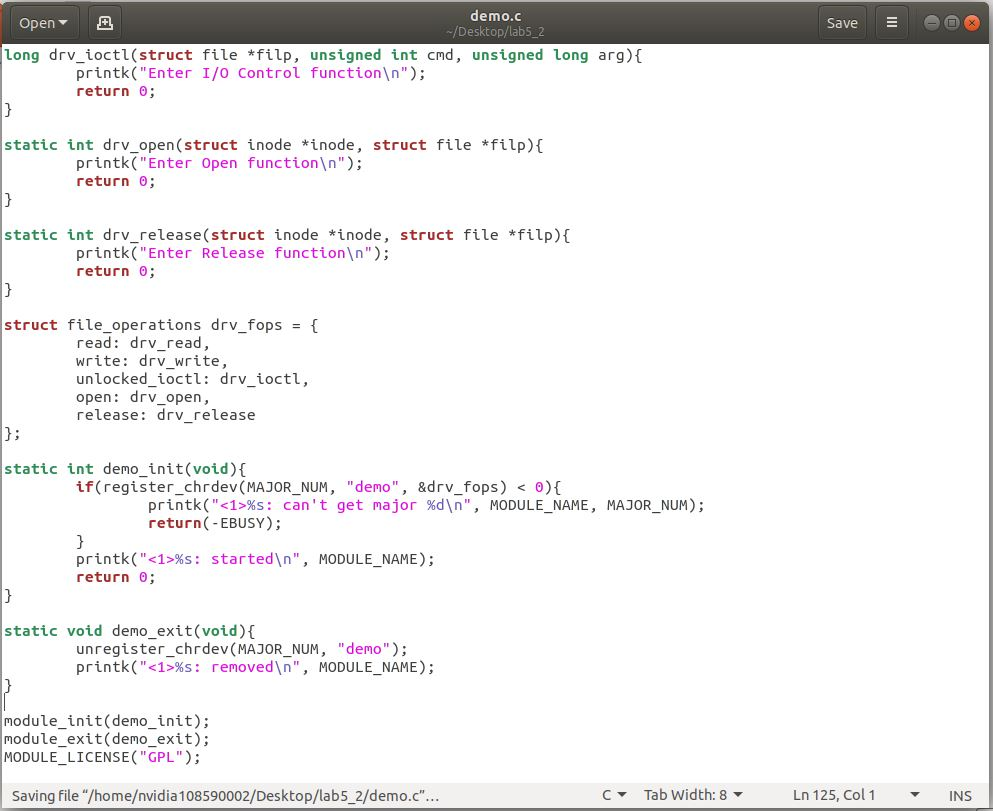 Open
demo.c
~/Desktop/lab5_2
Save
long drv_ioctl(struct file *filp, unsigned int cmd, unsigned long arg){
        printk("Enter I/O Control function\n");
        return 0;
}

static int drv_open(struct inode *inode, struct file *filp){
        printk("Enter Open function\n");
        return 0;
}

static int drv_release(struct inode *inode, struct file *filp){
        printk("Enter Release function\n");
        return 0;
}

struct file_operations drv_fops = {
        read: drv_read,
        write: drv_write,
        unlocked_ioctl: drv_ioctl,
        open: drv_open,
        release: drv_release
};

static int demo_init(void){
        if(register_chrdev(MAJOR_NUM, "demo", &drv_fops) < 0){
                printk("<1>%s: can't get major %d\n", MODULE_NAME, MAJOR_NUM);
                return(-EBUSY);
        }
        printk("<1>%s: started\n", MODULE_NAME);
        return 0;
}

static void demo_exit(void){
        unregister_chrdev(MAJOR_NUM, "demo");
        printk("<1>%s: removed\n", MODULE_NAME);
}

module_init(demo_init);
module_exit(demo_exit);
MODULE_LICENSE("GPL");
Saving file “/home/nvidia108590002/Desktop/lab5_2/demo.c”… C Tab Width: 8 Ln 125, Col 1 INS